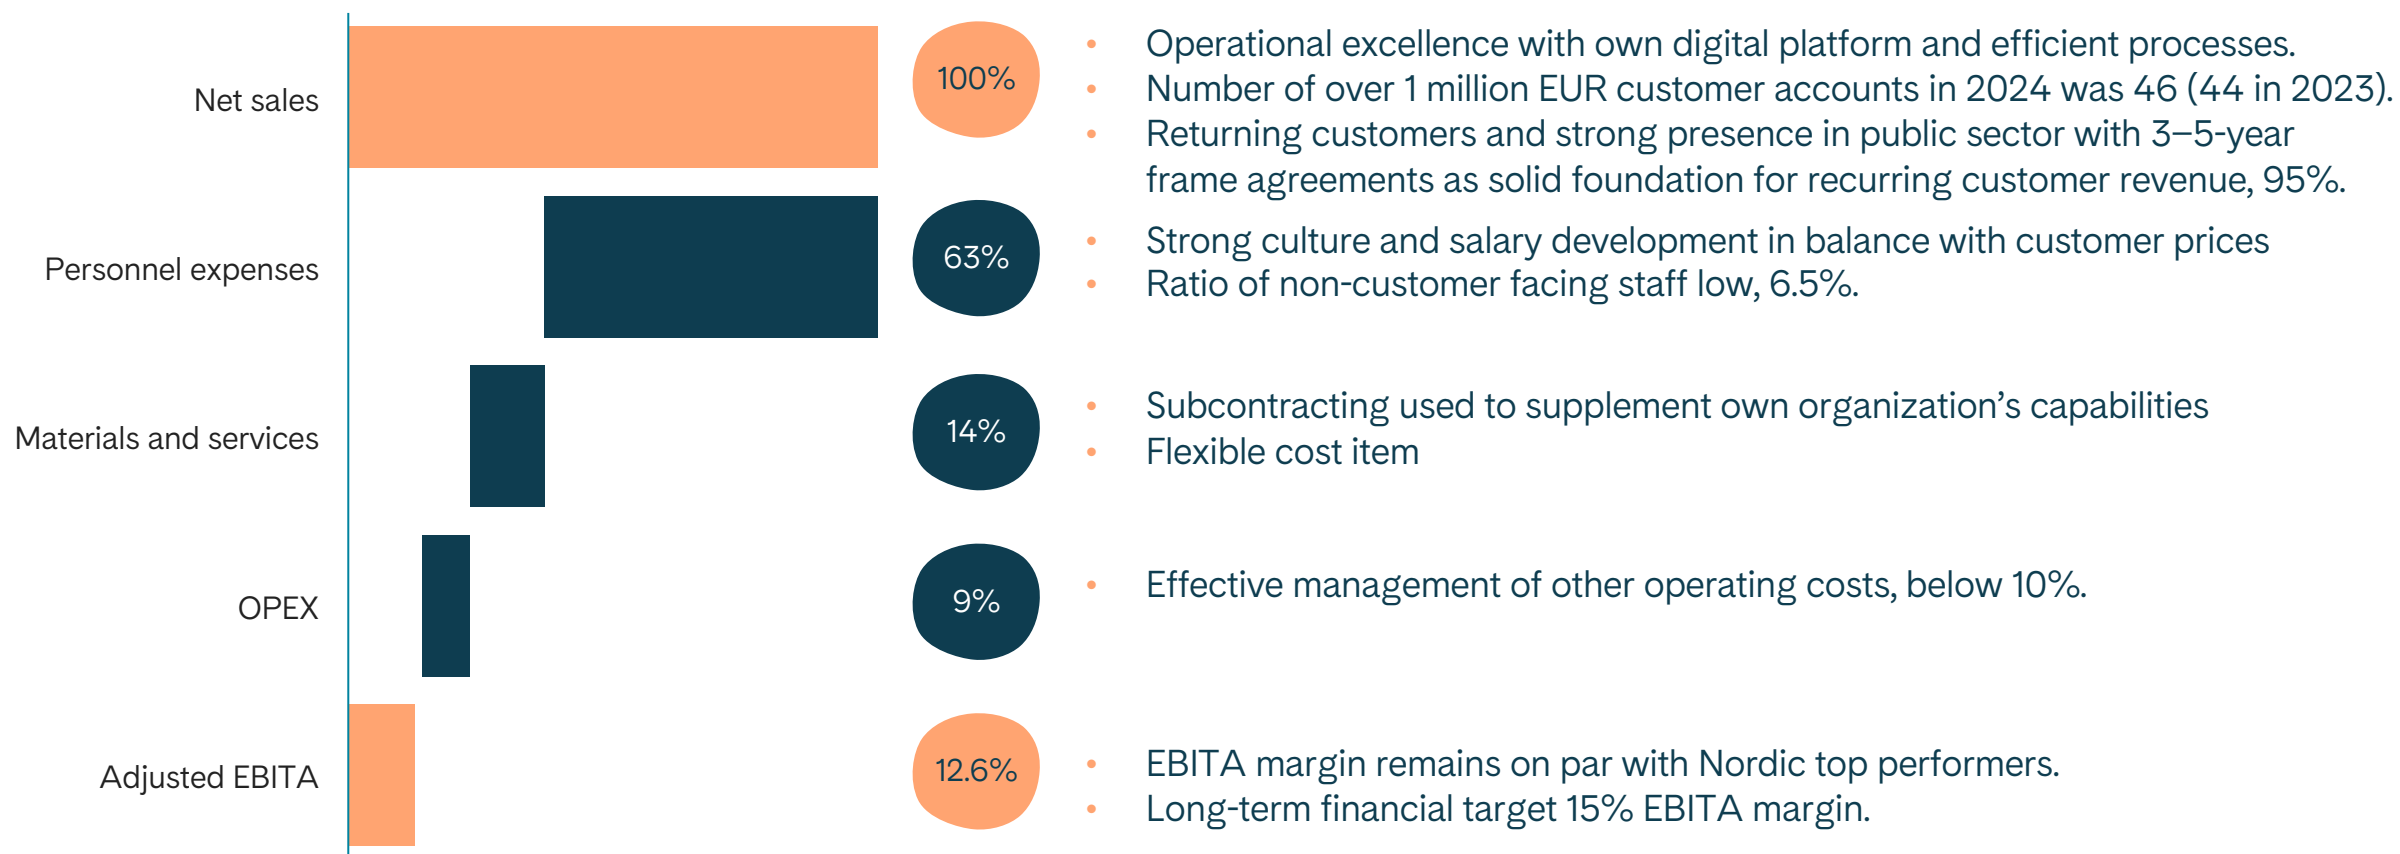 Net sales
100%
• Operational excellence with own digital platform and efficient processes.
• Number of over 1 million EUR customer accounts in 2024 was 46 (44 in 2023).
• Returning customers and strong presence in public sector with 3–5-year
frame agreements as solid foundation for recurring customer revenue, 95%.
Personnel expenses
63%
• Strong culture and salary development in balance with customer prices
• Ratio of non-customer facing staff low, 6.5%.
Materials and services
14%
• Subcontracting used to supplement own organization’s capabilities
• Flexible cost item
OPEX
9%
• Effective management of other operating costs, below 10%.
Adjusted EBITA
12.6%
• EBITA margin remains on par with Nordic top performers.
• Long-term financial target 15% EBITA margin.